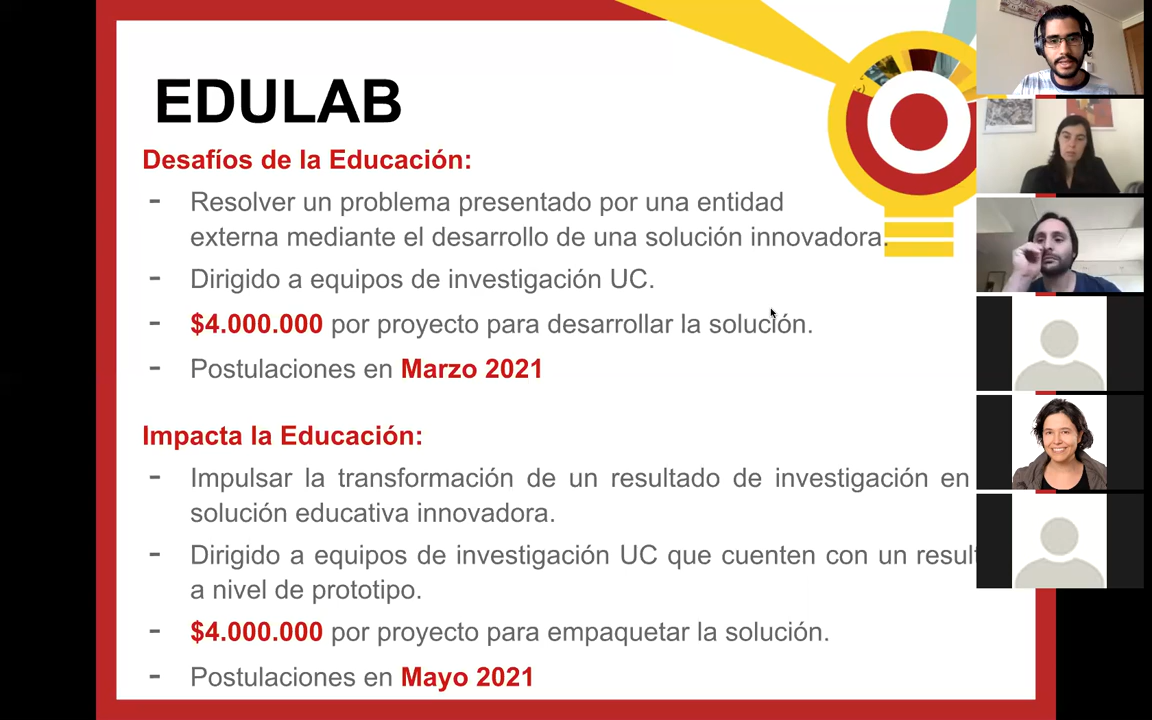 EDULAB
Desafíos de la Educación:
- Resolver un problema presentado por una entidad
externa mediante el desarrollo de una solución innovadora.
- Dirigido a equipos de investigación UC.
- $4.000.000 por proyecto para desarrollar la solución.
- Postulaciones en Marzo 2021
Impacta la Educación:
- Impulsar la transformación de un resultado de investigación en
solución educativa innovadora.
- Dirigido a equipos de investigación UC que cuenten con un
a nivel de prototipo.
- $4.000.000 por proyecto para empaquetar la solución.
- Postulaciones en Mayo 2021